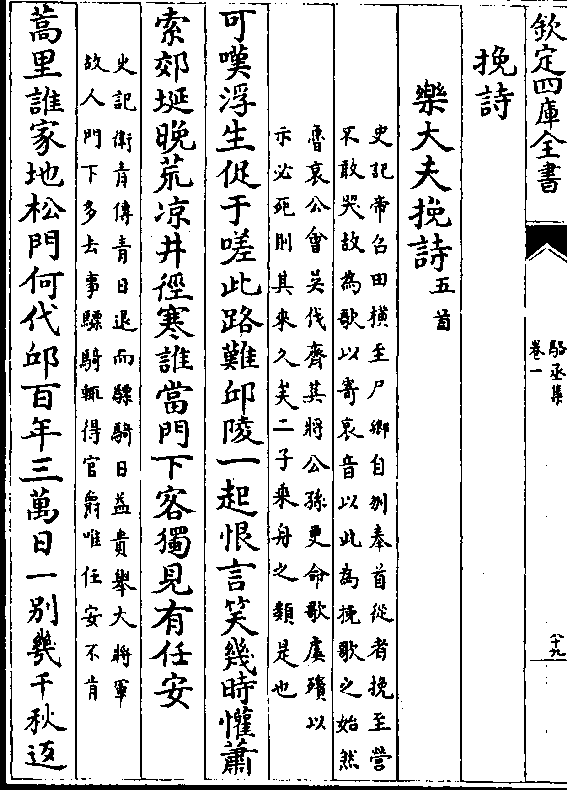 欽定四庫全書
駱丞集
卷一
八十九
挽詩
樂大夫挽詩五首
史記帝召田橫至尸鄉自刎奉首從者挽至營
不敢哭故為歌以寄哀音以此為挽歌之始然
魯哀公會吳伐齊其將公孫更命歌虞殯以
示必死則其來久矣二子乘舟之類是也
可嘆浮生促于嗟此路難邱陵一起恨言笑幾時懽蕭
索郊埏晚荒凉井徑寒誰當門下客獨見有任安
史記衛青傳青日退而驃騎日益貴舉大將軍
故人門下多去事驃騎輒得官爵唯任安不肯
蒿里誰家地松門何代邱百年三萬日一別幾千秋返